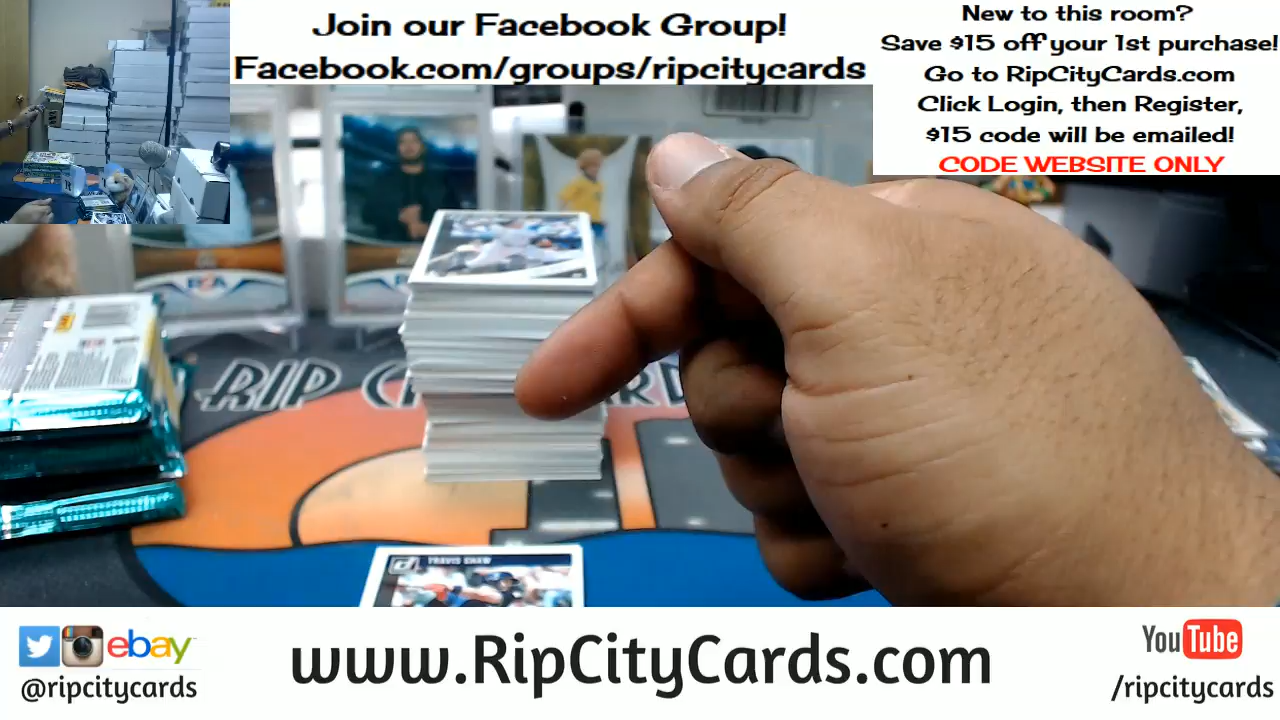 Join our Facebook Group!
Facebook.com/groups/ripcitycards
New to this room?
Save $15 off your 1st purchase!
Go to RipCityCards.com
Click Login, then Register,
$15 code will be emailed!
CODE WEBSITE ONLY
RIP C ARD
TRAVIS SHAW
ebay
@ripcitycards
www.RipCityCards.com
YouTube
/ripcitycards